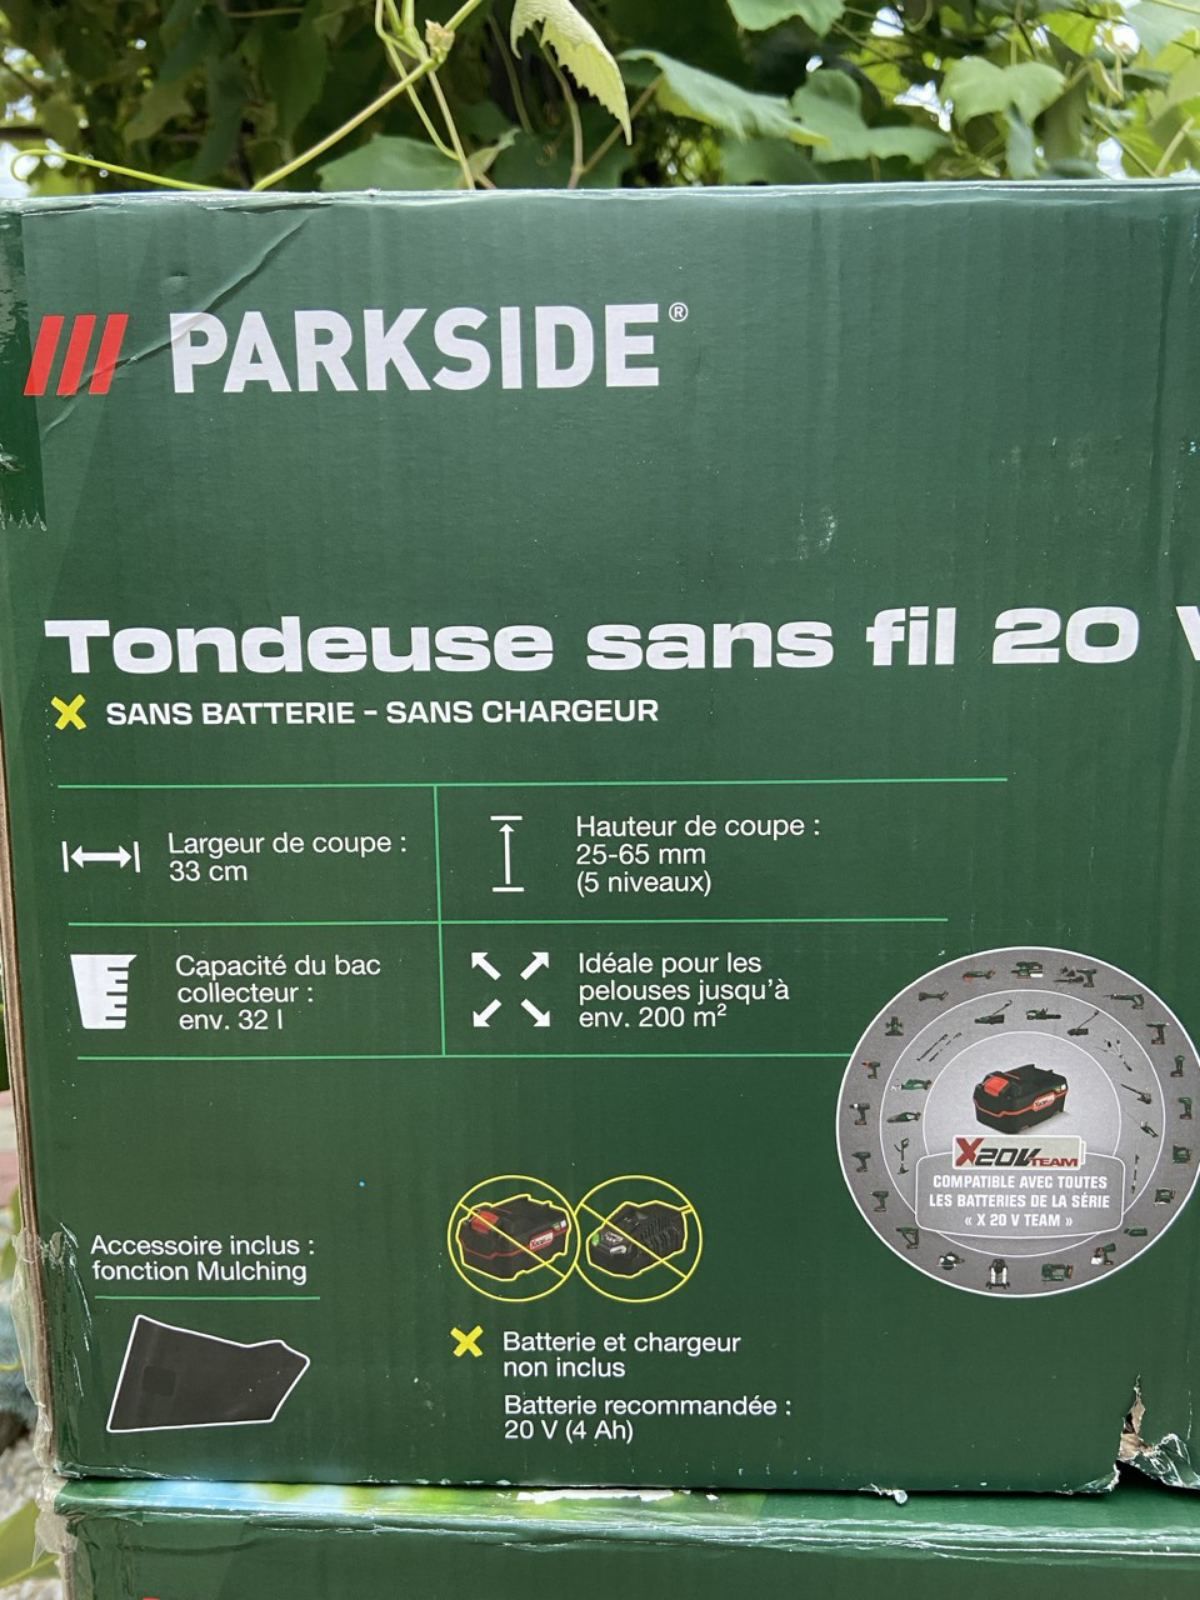 PARKSIDE®
Tondeuse sans fil 20 V
SANS BATTERIE – SANS CHARGEUR
Largeur de coupe :
33 cm
Hauteur de coupe :
25-65 mm
(5 niveaux)
Capacité du bac
collecteur :
env. 32 l
Idéale pour les
pelouses jusqu'à
env. 200 m²
X20VTEAM
COMPATIBLE AVEC TOUTES
LES BATTERIES DE LA SÉRIE
« X 20 V TEAM »
Accessoire inclus :
fonction Mulching
Batterie et chargeur
non inclus
Batterie recommandée :
20 V (4 Ah)